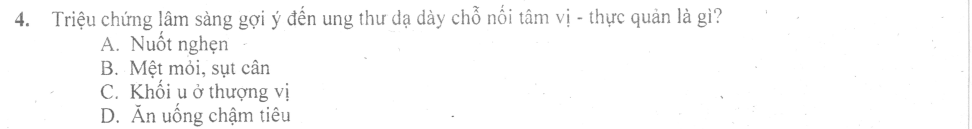 4. Triệu chứng lâm sàng gợi ý đến ung thư dạ dày chỗ nối tâm vị - thực quản là gì?
A. Nuốt nghẹn
B. Mệt mỏi, sụt cân
C. Khối u ở thượng vị
D. Ăn uống chậm tiêu